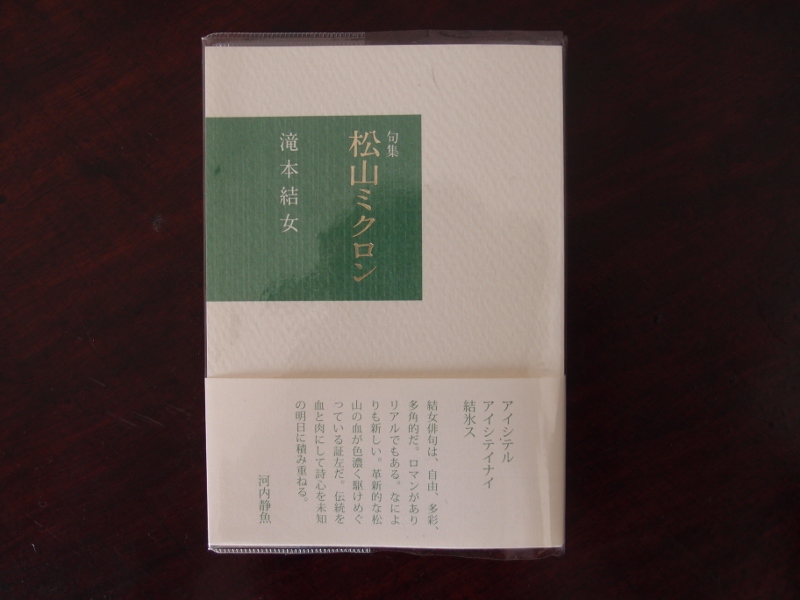 句集
松山ミクロン
滝本結女
アイシテル
アイシテイナイ
結氷ス
結女俳句は、自由、多彩、
多角的だ。ロマンがあり
リアルでもある。なによ
りも新しい。革新的な松
山の血が色濃く駆けめぐ
っている証左だ。伝統を
血と肉にして詩心を未知
の明日に積み重ねる。
河内静魚